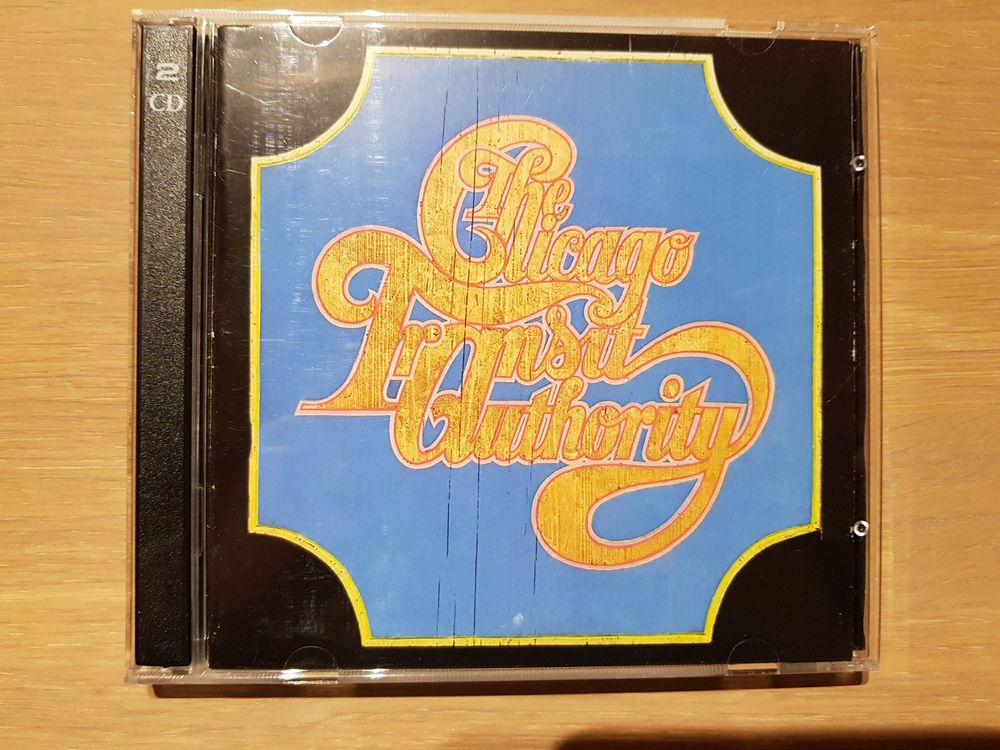 2
CD
The
Chicago
Transit
Authority